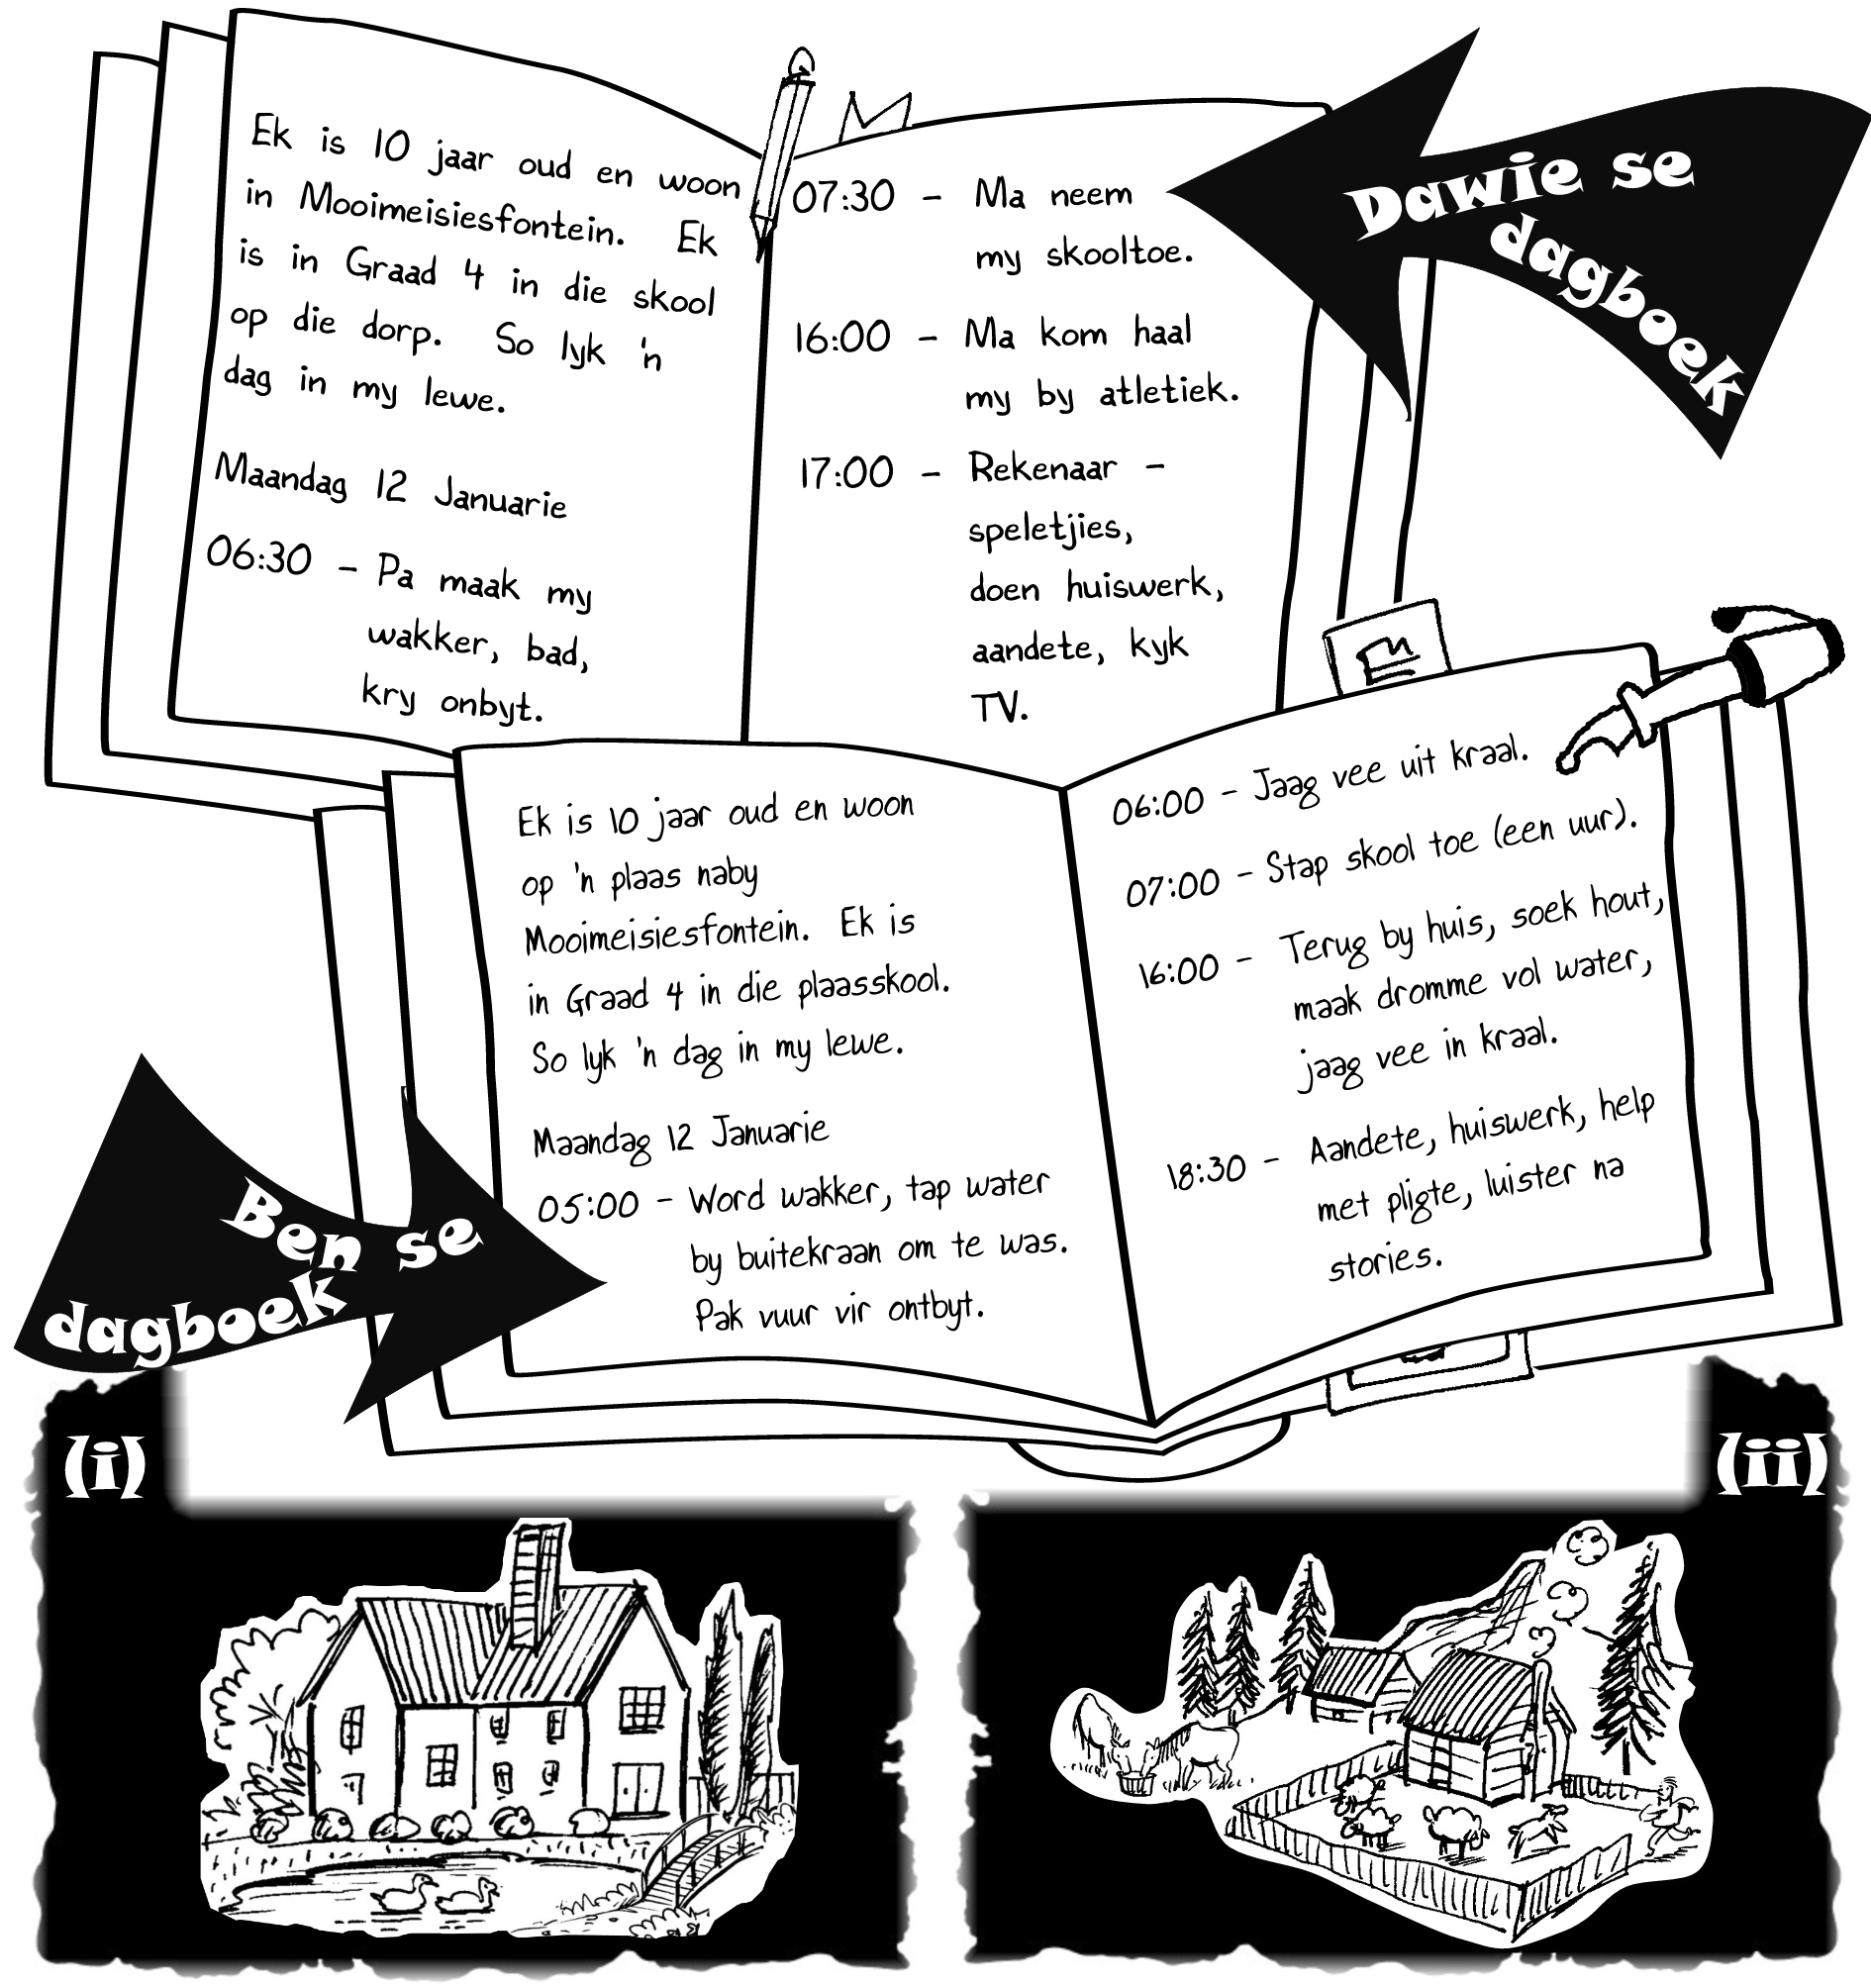 Ek is 10 jaar oud en woon
in Mooimeisiesfontein. Ek
is in Graad 4 in die skool
op die dorp. So lyk 'n
dag in my lewe.
Maandag 12 Januarie
06:30 - Pa maak my
wakker, bad,
kry onbyt.
07:30 - Ma neem
my skooltoe.
16:00 - Ma kom haal
my by atletiek.
17:00 - Rekenaar -
speletjies,
doen huiswerk,
aandete, kyk
TV.
Dawie se
dagboek
Ek is 10 jaar oud en woon
op 'n plaas naby
Mooimeisiesfontein. Ek is
in Graad 4 in die plaasskool.
So lyk 'n dag in my lewe.
Maandag 12 Januarie
05:00 - Word wakker, tap water
by buitekraan om te was.
Pak vuur vir ontbyt.
06:00 - Jaag vee uit kraal.
07:00 - Stap skool toe (een uur).
16:00 - Terug by huis, soek hout,
maak dromme vol water,
jaag vee in kraal.
18:30 - Aandete, huiswerk, help
met pligte, luister na
stories.
Ben se
dagboek
(i)
(ii)